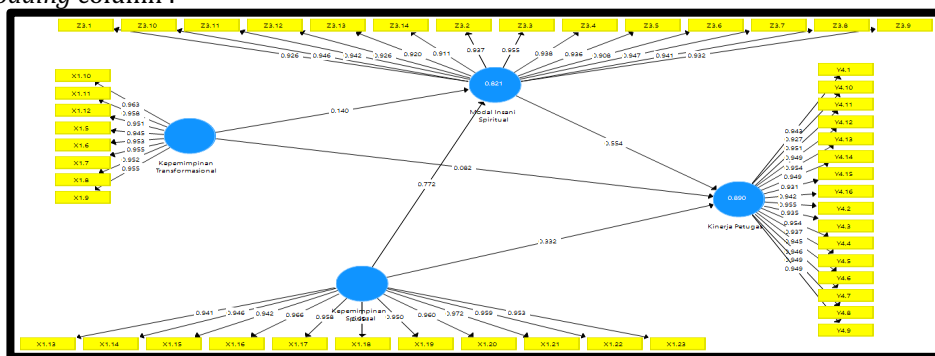 oading column .
Z3.1 Z3.10 Z3.11 Z3.12 Z3.13 Z3.14 Z3.2 Z3.3 Z3.4 Z3.5 Z3.6 Z3.7 Z3.8 Z3.9
0.926 0.946 0.942 0.926 0.920 0.911 0.937 0.955 0.938 0.936 0.908 0.947 0.941 0.932
X1.10
X1.11
X1.12
X1.5
X1.6
X1.7
X1.8
X1.9
0.963
0.958
0.951
0.945
0.953
0.955
0.952
0.955
Kepemimpinan
Transformasional
0.140
0.821
Modal Insani
Spiritual
0.554
0.082
0.772
0.332
0.890
Kinerja Petugas
0.943
0.927
0.951
0.949
0.954
0.949
0.931
0.942
0.955
0.935
0.954
0.937
0.945
0.946
0.949
0.949
Y4.1
Y4.10
Y4.11
Y4.12
Y4.13
Y4.14
Y4.15
Y4.16
Y4.2
Y4.3
Y4.4
Y4.5
Y4.6
Y4.7
Y4.8
Y4.9
Kepemimpinan
Spiritual
0.941 0.946 0.942 0.966 0.958 0.950 0.960 0.972 0.959 0.953
X1.13 X1.14 X1.15 X1.16 X1.17 X1.18 X1.19 X1.20 X1.21 X1.22 X1.23